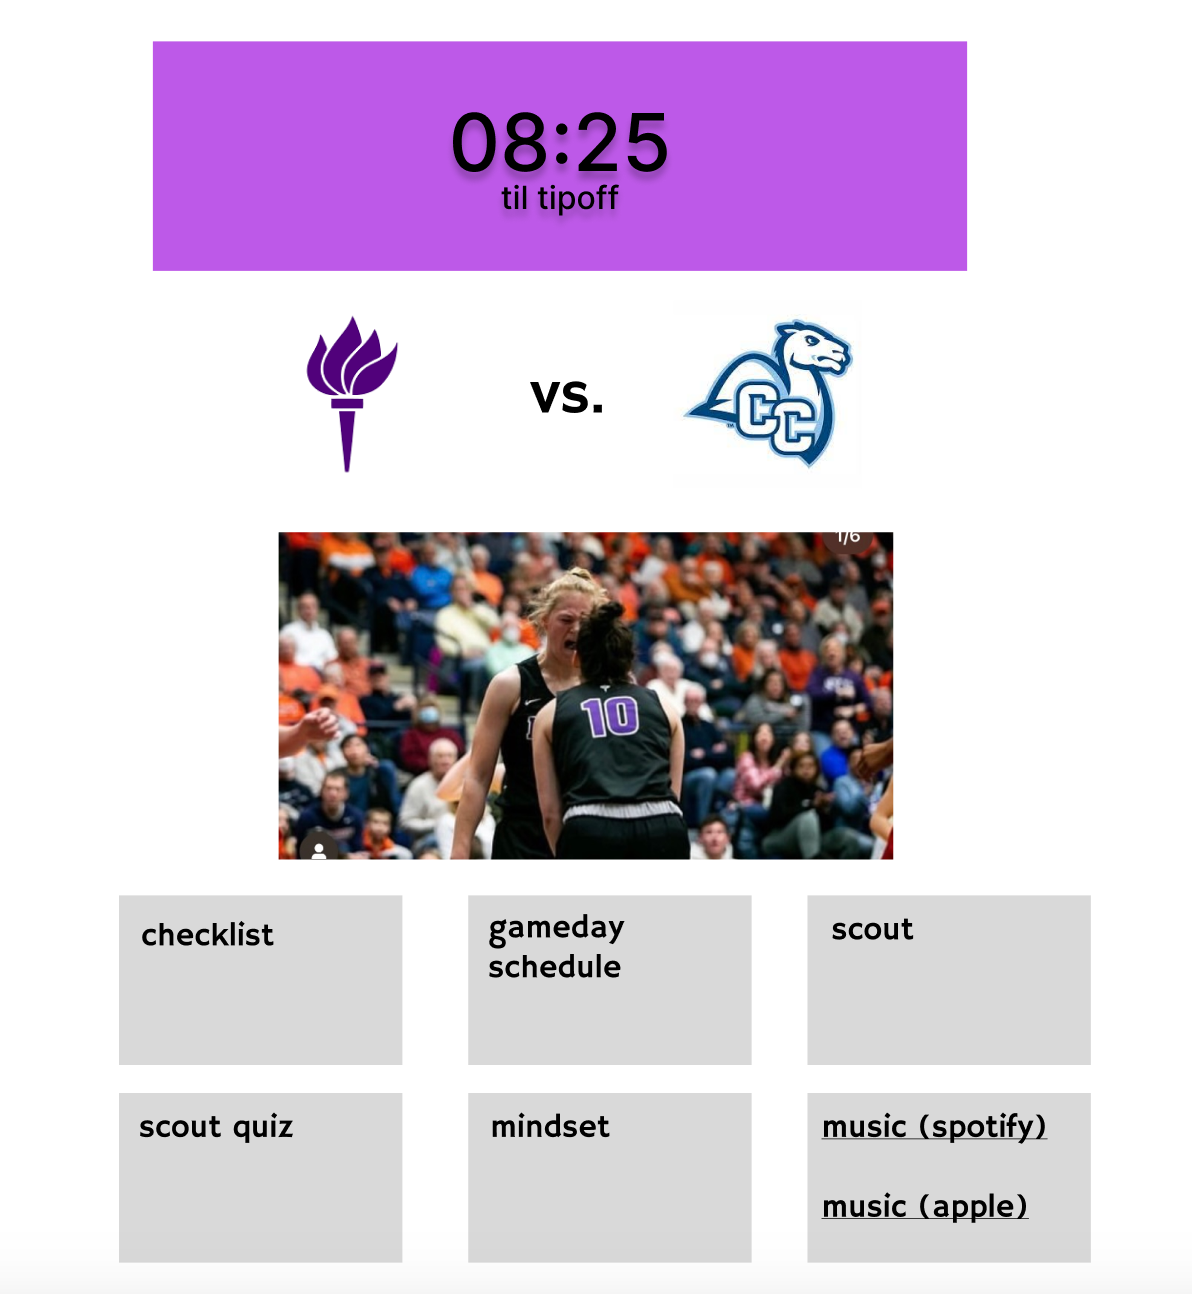 08:25
til tipoff
vs.
CC
TM
1/6
10
checklist
gameday
schedule
scout
scout quiz
mindset
music (spotify)
music (apple)